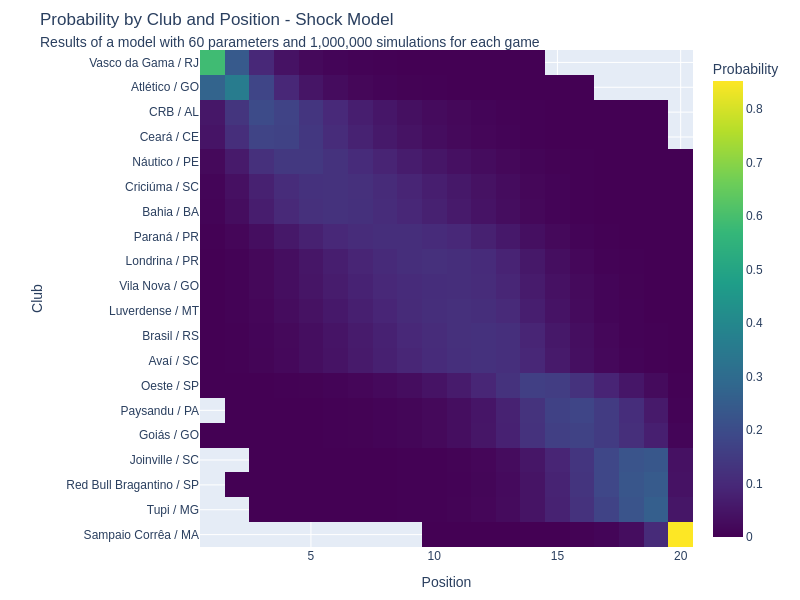 Probability by Club and Position - Shock Model
Results of a model with 60 parameters and 1,000,000 simulations for each game
Probability
Vasco da Gama / RJ
Atlético / GO
CRB / AL
Ceará / CE
Náutico / PE
Criciúma / SC
Bahia / BA
Paraná / PR
Londrina / PR
Vila Nova / GO
Luverdense / MT
Brasil / RS
Avaí / SC
Oeste / SP
Paysandu / PA
Goiás / GO
Joinville / SC
Red Bull Bragantino / SP
Tupi / MG
Sampaio Corrêa / MA
Club
5
10
15
20
Position
0.8
0.7
0.6
0.5
0.4
0.3
0.2
0.1
0